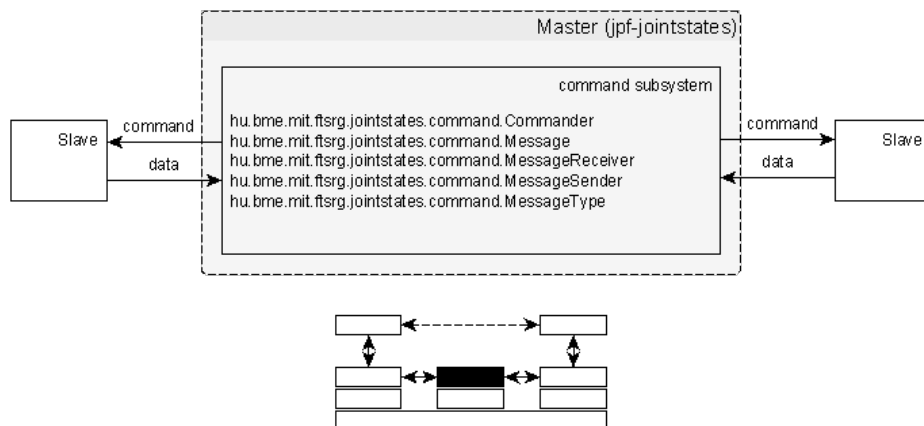 Master (jpf-jointstates)
command subsystem
hu.bme.mit.ftsrg.jointstates.command.Commander
hu.bme.mit.ftsrg.jointstates.command.Message
hu.bme.mit.ftsrg.jointstates.command.MessageReceiver
hu.bme.mit.ftsrg.jointstates.command.MessageSender
hu.bme.mit.ftsrg.jointstates.command.MessageType
Slave
command
data
command
data
Slave